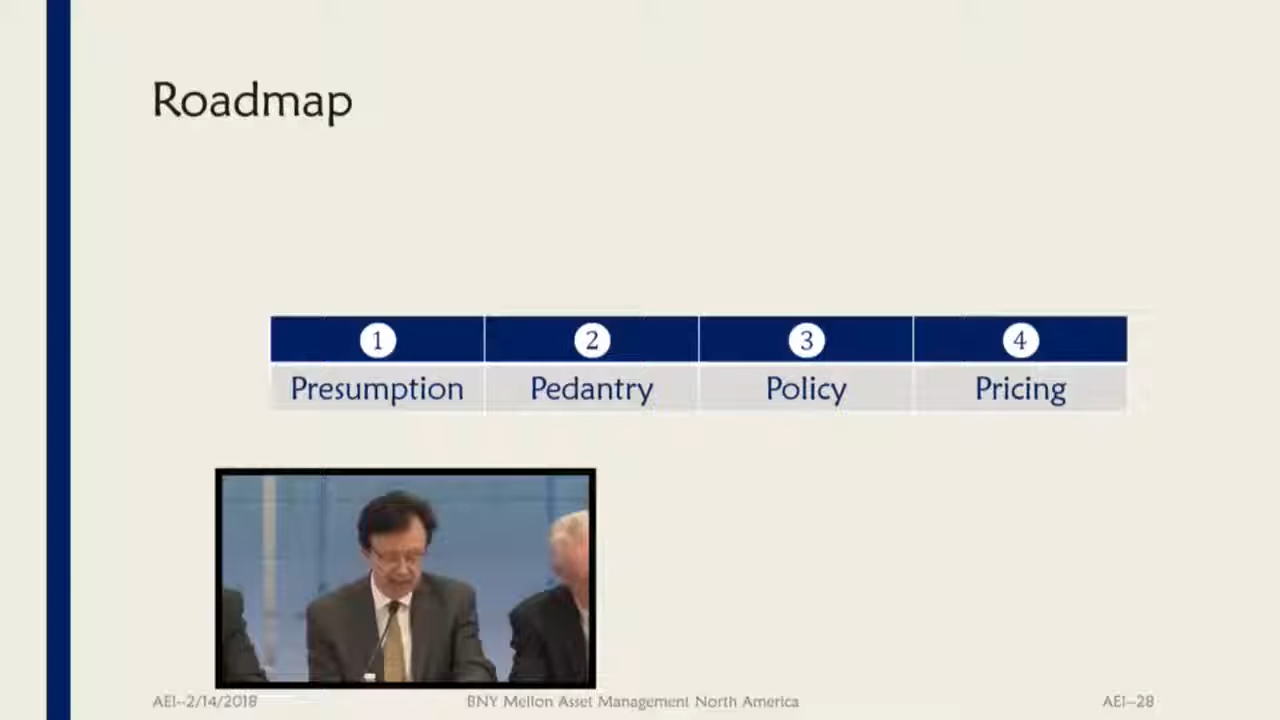 Roadmap
1 2 3 4
Presumption Pedantry Policy Pricing
AEI--2/14/2018 BNY Mellon Asset Management North America AEI--28